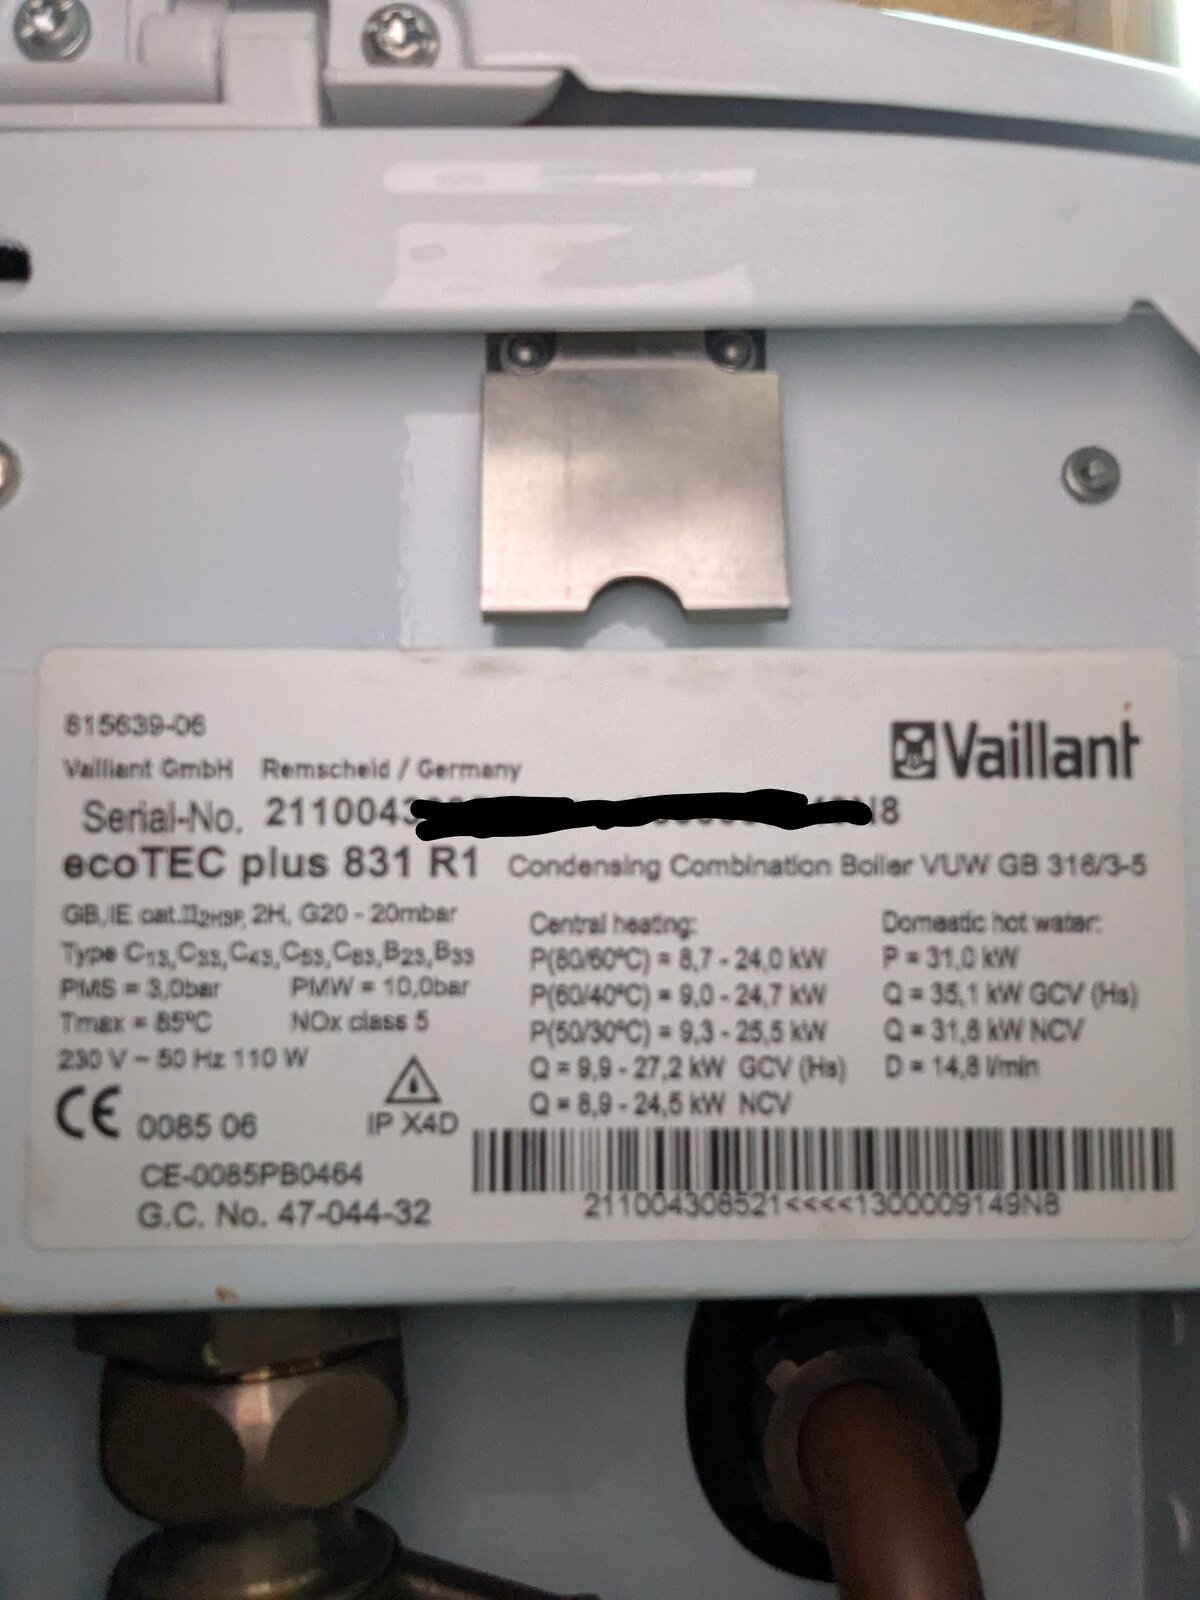 815639-06
Vaillant
Vaillant GmbH Remscheid / Germany
Serial-No. 211004 N8
ecoTEC plus 831 R1 Condensing Combination Boiler VUW GB 316/3-5
GB, IE cat.II2H3P, 2H, G20 - 20mbar
Type C13,C33,C43,C53,C83,B23,B33
PMS = 3,0bar PMW = 10,0bar
Tmax = 85°C NOx class 5
230 V ~ 50 Hz 110 W
CE 0085 06
IP X4D
CE-0085PB0464
G.C. No. 47-044-32
Central heating:
P(80/60°C) = 8,7 - 24,0 kW
P(60/40°C) = 9,0 - 24,7 kW
P(50/30°C) = 9,3 - 25,5 kW
Q = 9,9 - 27,2 kW GCV (Hs)
Q = 8,9 - 24,5 kW NCV
Domestic hot water:
P = 31,0 kW
Q = 35,1 kW GCV (Hs)
Q = 31,6 kW NCV
D = 14,8 l/min
211004308521<<<<1300009149N8